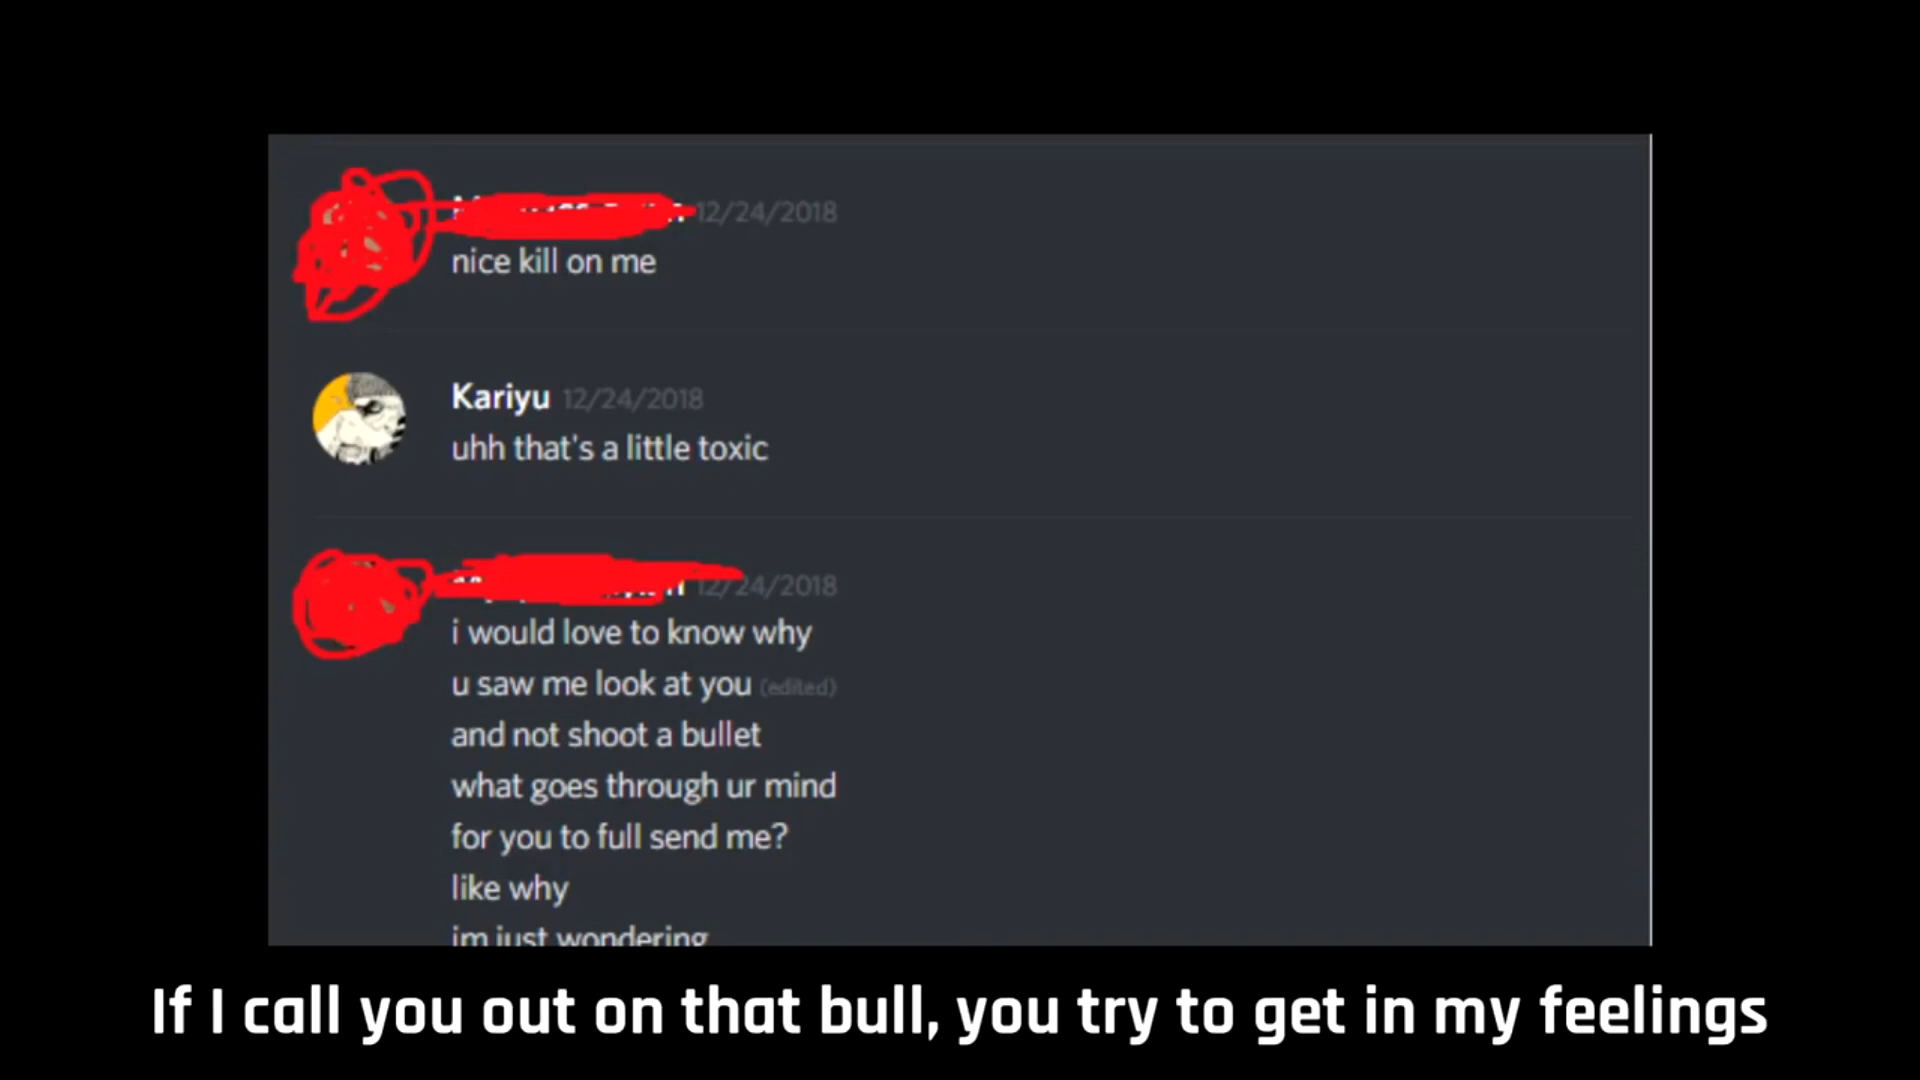 12/24/2018
nice kill on me
Kariyu 12/24/2018
uhh that's a little toxic
12/24/2018
i would love to know why
u saw me look at you (edited)
and not shoot a bullet
what goes through ur mind
for you to full send me?
like why
im just wondering
If I call you out on that bull, you try to get in my feelings